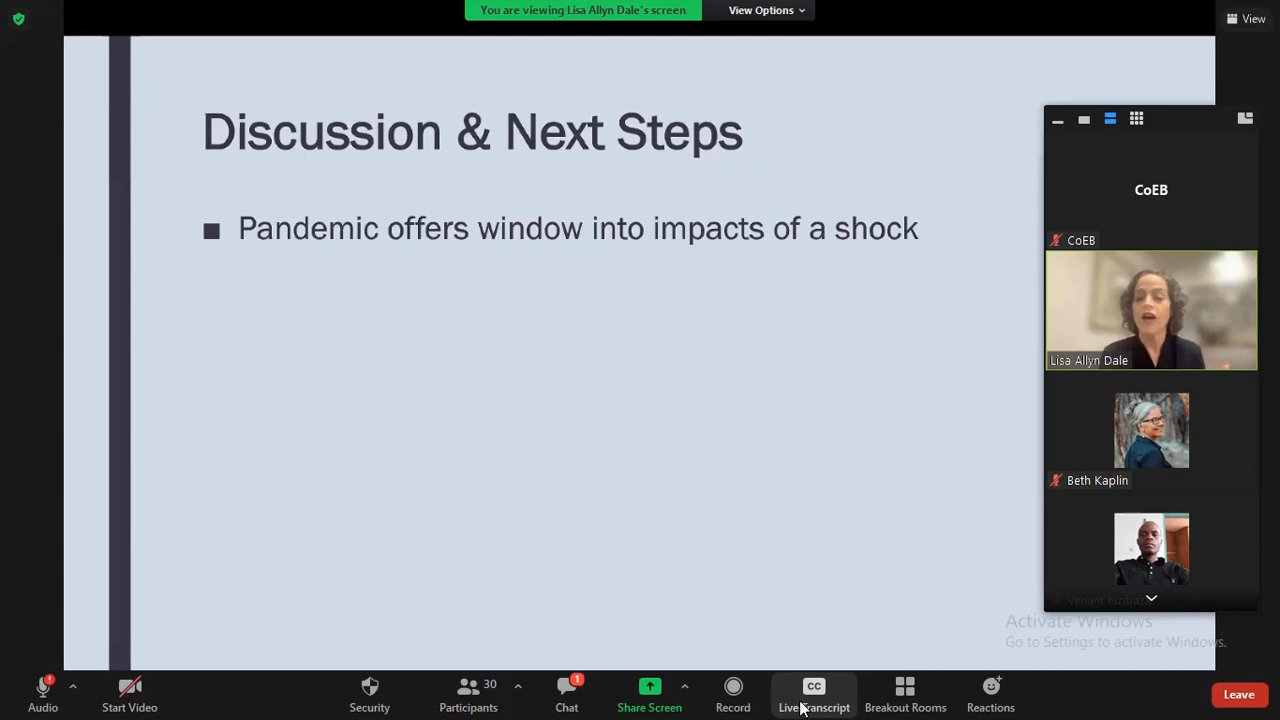 You are viewing Lisa Allyn Dale's screen
View Options
View
Discussion & Next Steps
■ Pandemic offers window into impacts of a shock
CoEB
CoEB
Lisa Allyn Dale
Beth Kaplin
Activate Windows
Go to Settings to activate Windows.
Audio
Start Video
Security
Participants
30
Chat
1
Share Screen
Record
CC
Live Transcript
Breakout Rooms
Reactions
Leave